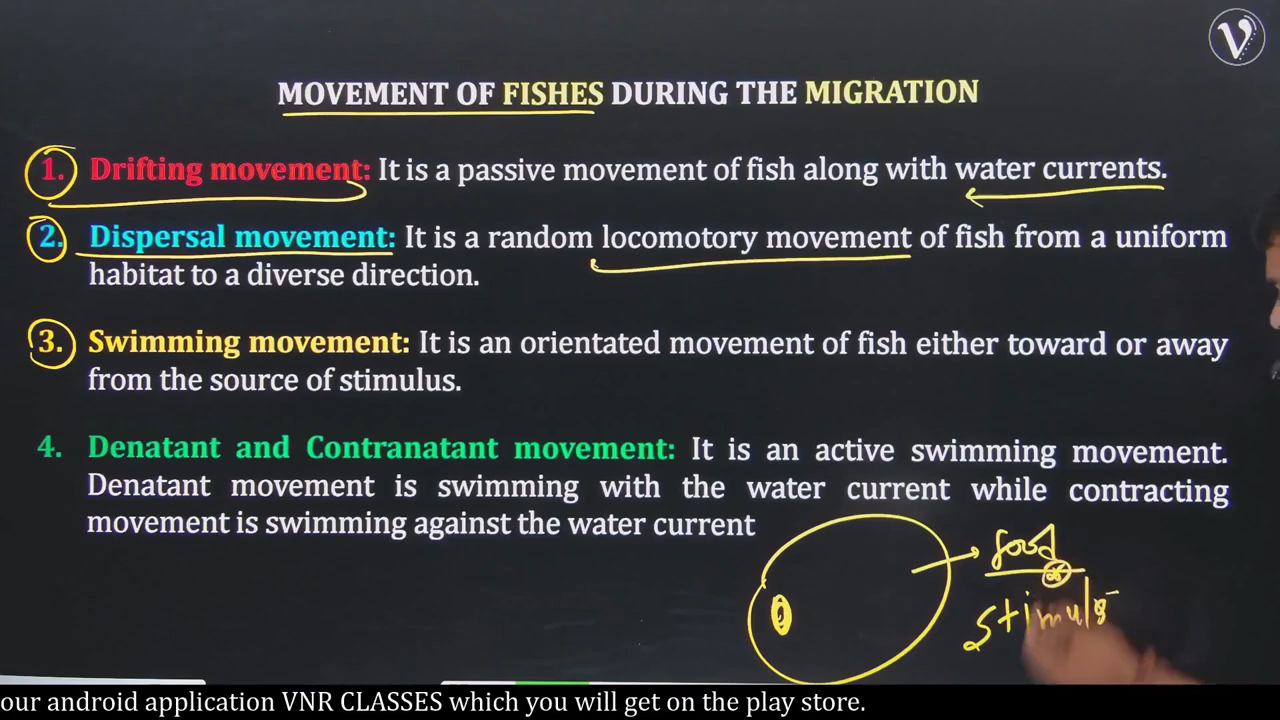 V
MOVEMENT OF FISHES DURING THE MIGRATION
1. Drifting movement: It is a passive movement of fish along with water currents.
2. Dispersal movement: It is a random locomotory movement of fish from a uniform
habitat to a diverse direction.
3. Swimming movement: It is an orientated movement of fish either toward or away
from the source of stimulus.
4. Denatant and Contranatant movement: It is an active swimming movement.
Denatant movement is swimming with the water current while contracting
movement is swimming against the water current
food
or
our android application VNR CLASSES which you will get on the play store.